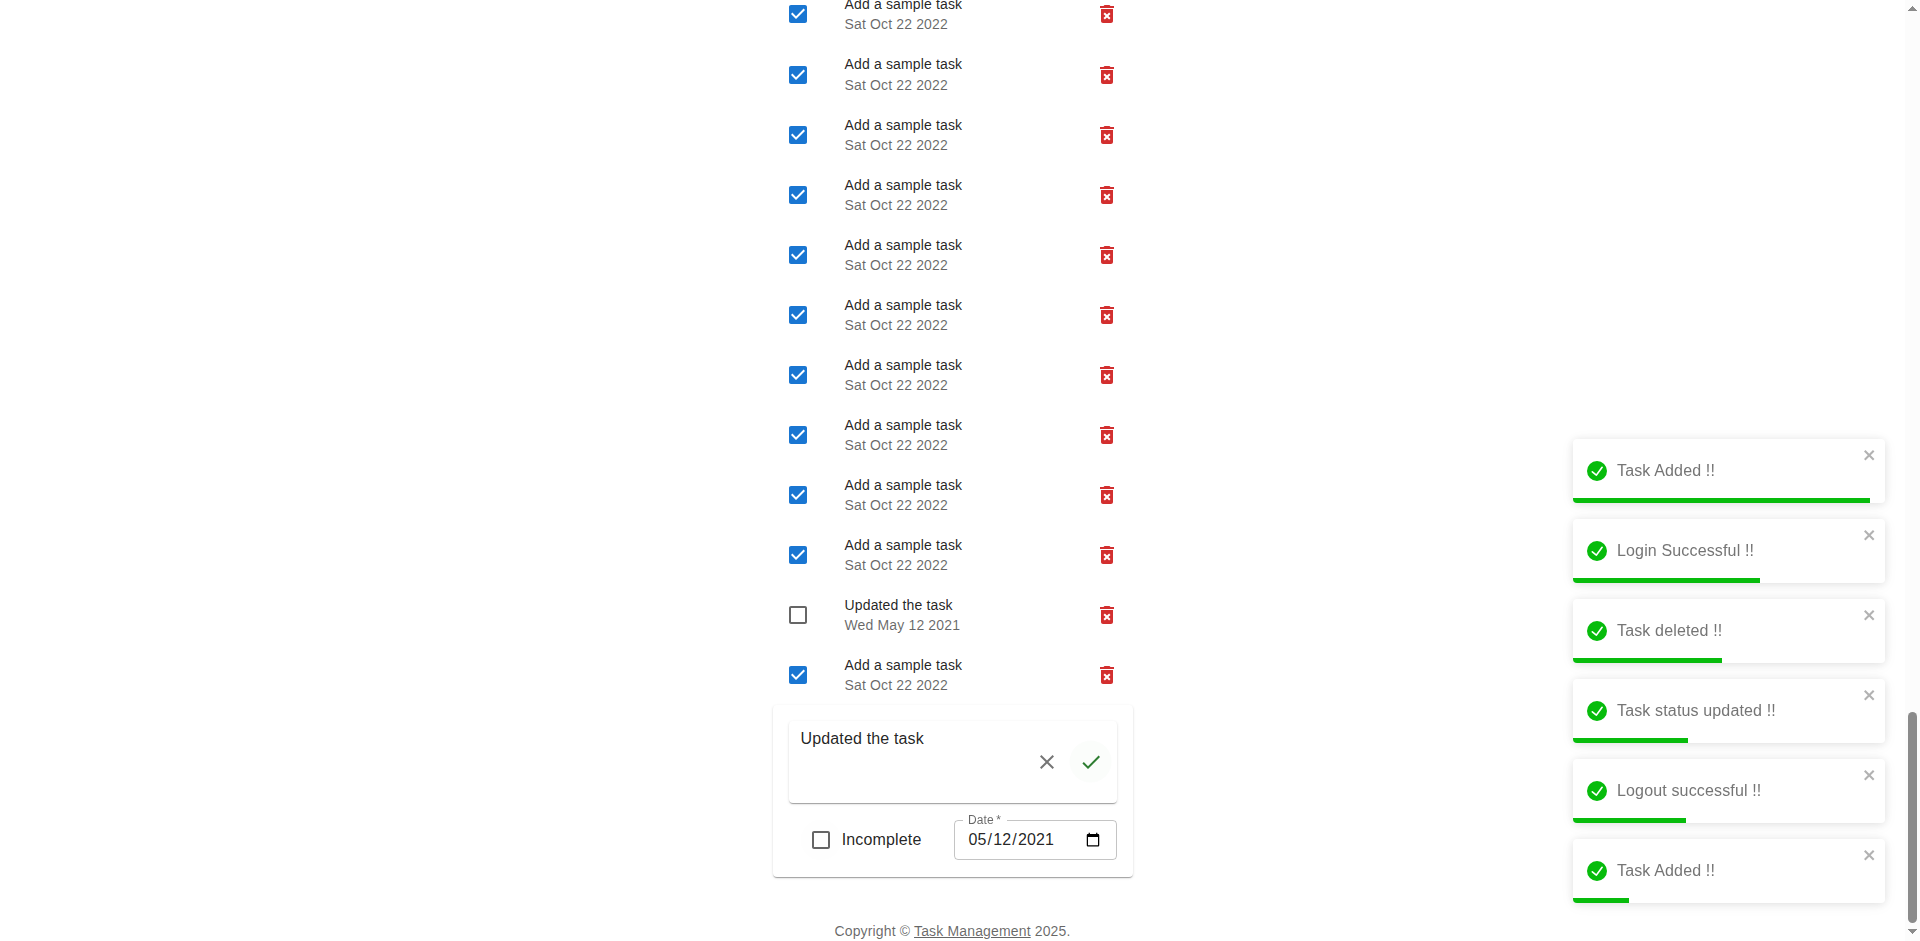 Add a sample task
Sat Oct 22 2022
Add a sample task
Sat Oct 22 2022
Add a sample task
Sat Oct 22 2022
Add a sample task
Sat Oct 22 2022
Add a sample task
Sat Oct 22 2022
Add a sample task
Sat Oct 22 2022
Add a sample task
Sat Oct 22 2022
Add a sample task
Sat Oct 22 2022
Add a sample task
Sat Oct 22 2022
Add a sample task
Sat Oct 22 2022
Updated the task
Wed May 12 2021
Add a sample task
Sat Oct 22 2022
Updated the task
Incomplete
Date *
05/12/2021
Copyright © Task Management 2025.
Task Added !!
Login Successful !!
Task deleted !!
Task status updated !!
Logout successful !!
Task Added !!